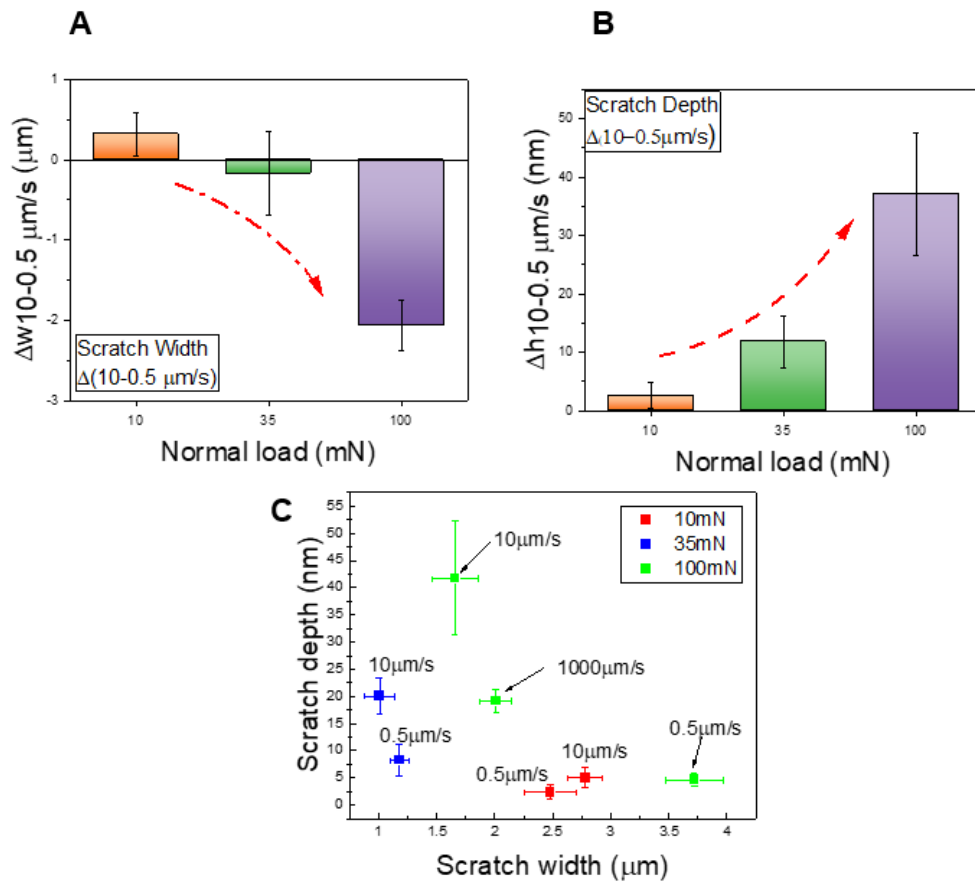 A
Δw10-0.5 μm/s (μm)
1
0
-1
-2
-3
Scratch Width
Δ(10-0.5 μm/s)
10
35
100
Normal load (mN)
B
Δh10-0.5 μm/s (nm)
50
40
30
20
10
0
Scratch Depth
Δ(10−0.5μm/s)
10
35
100
Normal load (mN)
C
Scratch depth (nm)
55
50
45
40
35
30
25
20
15
10
5
0
10mN
35mN
100mN
10μm/s
10μm/s
1000μm/s
0.5μm/s
0.5μm/s
10μm/s
0.5μm/s
1
1.5
2
2.5
3
3.5
4
Scratch width (μm)